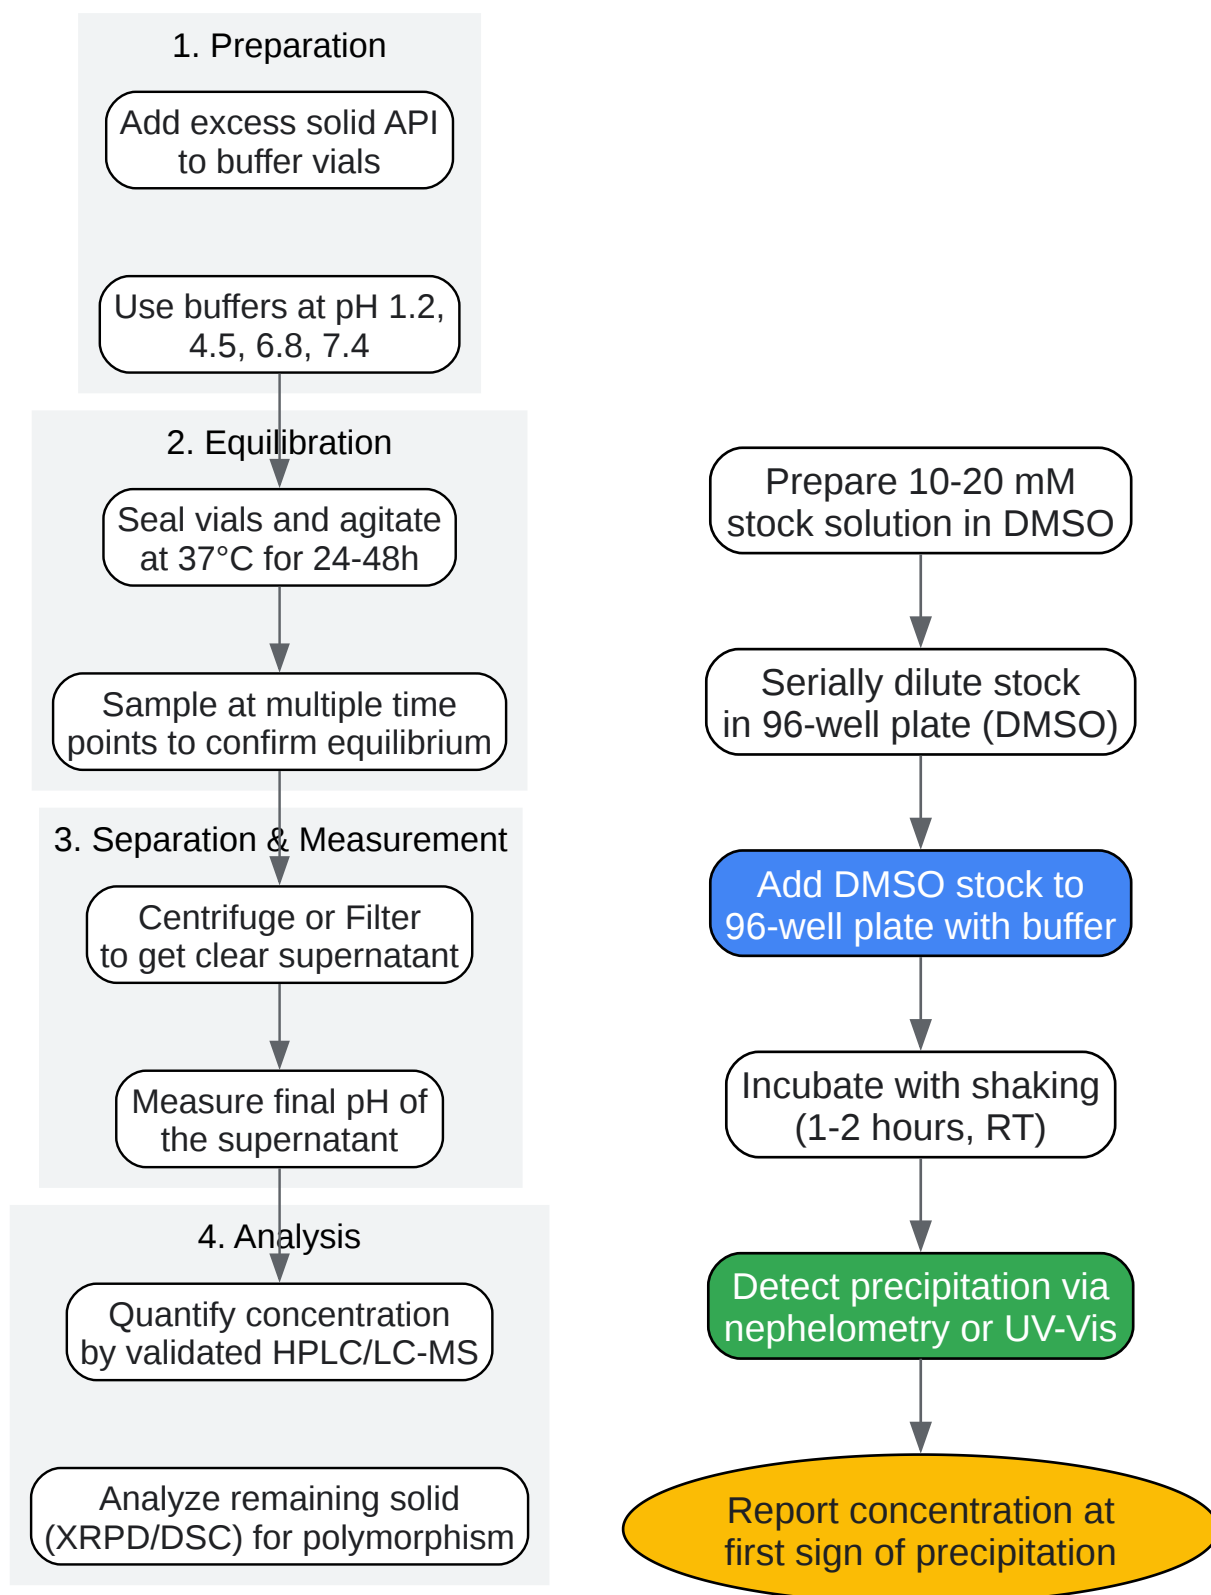 1. Preparation
Add excess solid API
to buffer vials
Use buffers at pH 1.2,
4.5, 6.8, 7.4
2. Equilibration
Seal vials and agitate
at 37°C for 24-48h
Sample at multiple time
points to confirm equilibrium
3. Separation & Measurement
Centrifuge or Filter
to get clear supernatant
Measure final pH of
the supernatant
4. Analysis
Quantify concentration
by validated HPLC/LC-MS
Analyze remaining solid
(XRPD/DSC) for polymorphism
Prepare 10-20 mM
stock solution in DMSO
Serially dilute stock
in 96-well plate (DMSO)
Add DMSO stock to
96-well plate with buffer
Incubate with shaking
(1-2 hours, RT)
Detect precipitation via
nephelometry or UV-Vis
Report concentration at
first sign of precipitation